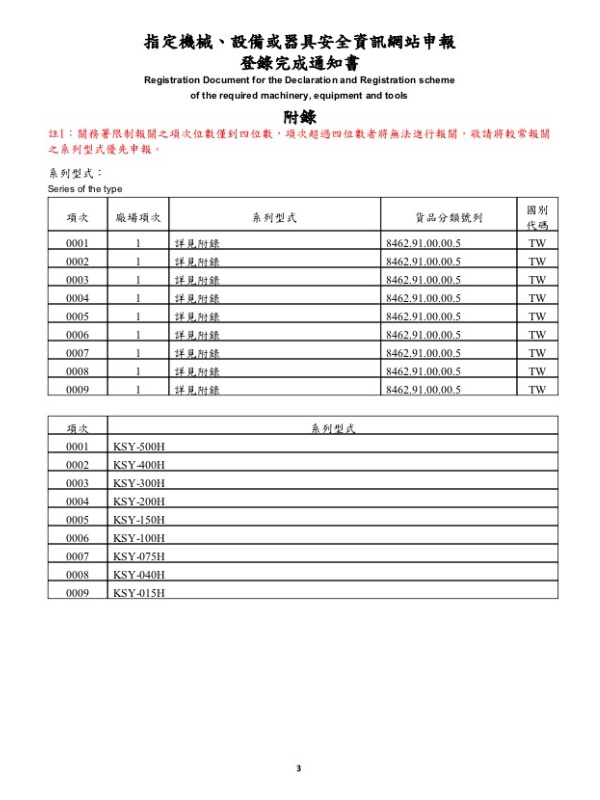 指定機械、設備或器具安全資訊網站申報
登錄完成通知書
Registration Document for the Declaration and Registration scheme
of the required machinery, equipment and tools
附錄
註1：關務署限制報關之項次位數僅到四位數，項次超過四位數者將無法進行報關，敬請將較常報關
之系列型式優先申報。
系列型式：
Series of the type
項次 廠場項次 系列型式 貨品分類號列 國別代碼
0001 1 詳見附錄 8462.91.00.00.5 TW
0002 1 詳見附錄 8462.91.00.00.5 TW
0003 1 詳見附錄 8462.91.00.00.5 TW
0004 1 詳見附錄 8462.91.00.00.5 TW
0005 1 詳見附錄 8462.91.00.00.5 TW
0006 1 詳見附錄 8462.91.00.00.5 TW
0007 1 詳見附錄 8462.91.00.00.5 TW
0008 1 詳見附錄 8462.91.00.00.5 TW
0009 1 詳見附錄 8462.91.00.00.5 TW
項次 系列型式
0001 KSY-500H
0002 KSY-400H
0003 KSY-300H
0004 KSY-200H
0005 KSY-150H
0006 KSY-100H
0007 KSY-075H
0008 KSY-040H
0009 KSY-015H
3